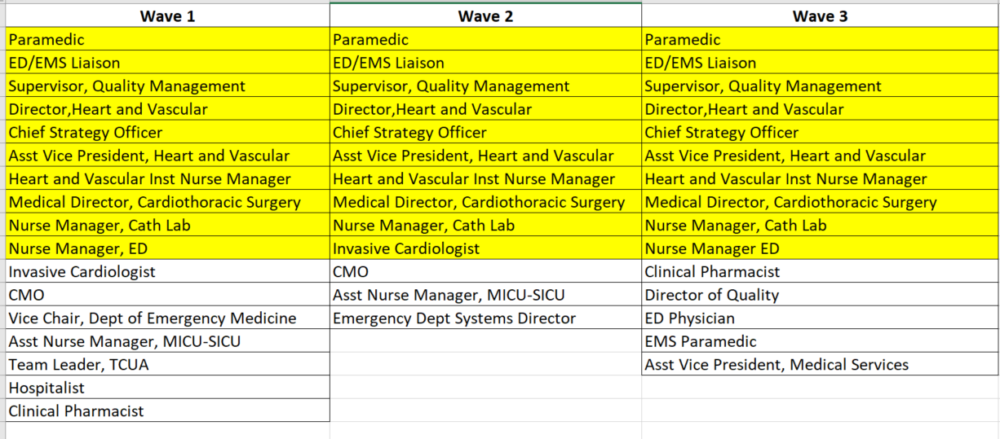 Wave 1 Wave 2 Wave 3
Paramedic Paramedic Paramedic
ED/EMS Liaison ED/EMS Liaison ED/EMS Liaison
Supervisor, Quality Management Supervisor, Quality Management Supervisor, Quality Management
Director,Heart and Vascular Director,Heart and Vascular Director,Heart and Vascular
Chief Strategy Officer Chief Strategy Officer Chief Strategy Officer
Asst Vice President, Heart and Vascular Asst Vice President, Heart and Vascular Asst Vice President, Heart and Vascular
Heart and Vascular Inst Nurse Manager Heart and Vascular Inst Nurse Manager Heart and Vascular Inst Nurse Manager
Medical Director, Cardiothoracic Surgery Medical Director, Cardiothoracic Surgery Medical Director, Cardiothoracic Surgery
Nurse Manager, Cath Lab Nurse Manager, Cath Lab Nurse Manager, Cath Lab
Nurse Manager, ED Invasive Cardiologist Nurse Manager ED
Invasive Cardiologist CMO Clinical Pharmacist
CMO Asst Nurse Manager, MICU-SICU Director of Quality
Vice Chair, Dept of Emergency Medicine Emergency Dept Systems Director ED Physician
Asst Nurse Manager, MICU-SICU EMS Paramedic
Team Leader, TCUA Asst Vice President, Medical Services
Hospitalist
Clinical Pharmacist